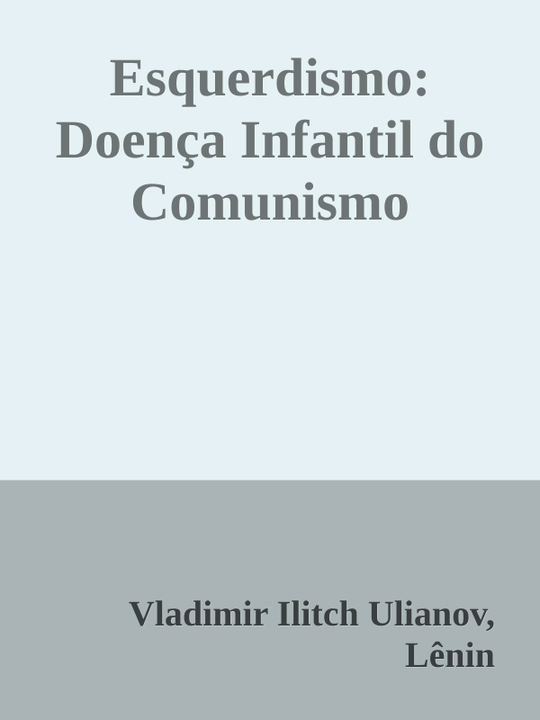 Esquerdismo:
Doença Infantil do
Comunismo
Vladimir Ilitch Ulianov,
Lênin